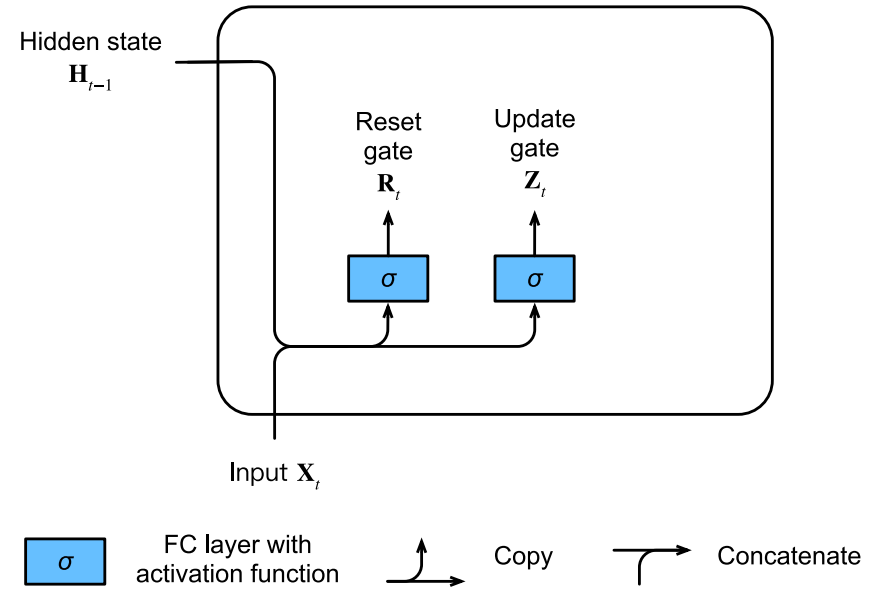 Hidden state
H_{t−1}
Reset
gate
R_t
Update
gate
Z_t
σ
σ
Input X_t
σ
FC layer with
activation function
Copy
Concatenate